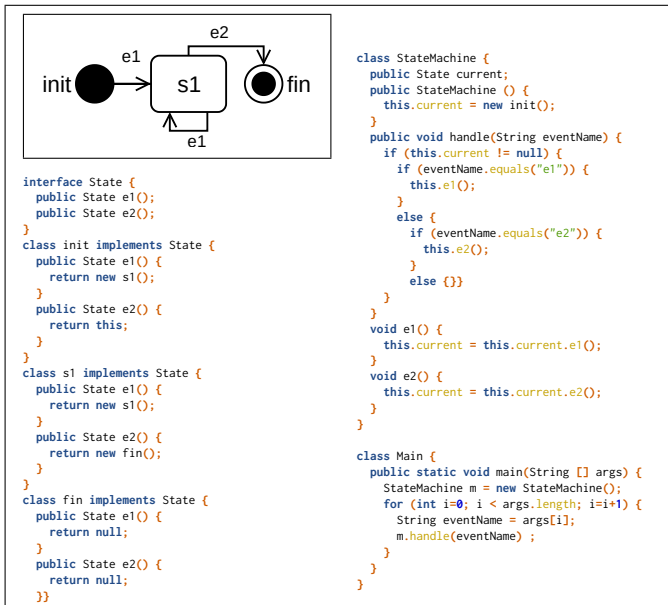 e2
e1
init
s1
fin
e1
interface State {
public State e1();
public State e2();
}
class init implements State {
public State e1() {
return new s1();
}
public State e2() {
return this;
}
}
class s1 implements State {
public State e1() {
return new s1();
}
public State e2() {
return new fin();
}
}
class fin implements State {
public State e1() {
return null;
}
public State e2() {
return null;
}}
class StateMachine {
public State current;
public StateMachine () {
this.current = new init();
}
public void handle(String eventName) {
if (this.current != null) {
if (eventName.equals("e1")) {
this.e1();
}
else {
if (eventName.equals("e2")) {
this.e2();
}
else {}}
}
}
void e1() {
this.current = this.current.e1();
}
void e2() {
this.current = this.current.e2();
}
}
class Main {
public static void main(String [] args) {
StateMachine m = new StateMachine();
for (int i=0; i < args.length; i=i+1) {
String eventName = args[i];
m.handle(eventName) ;
}
}
}